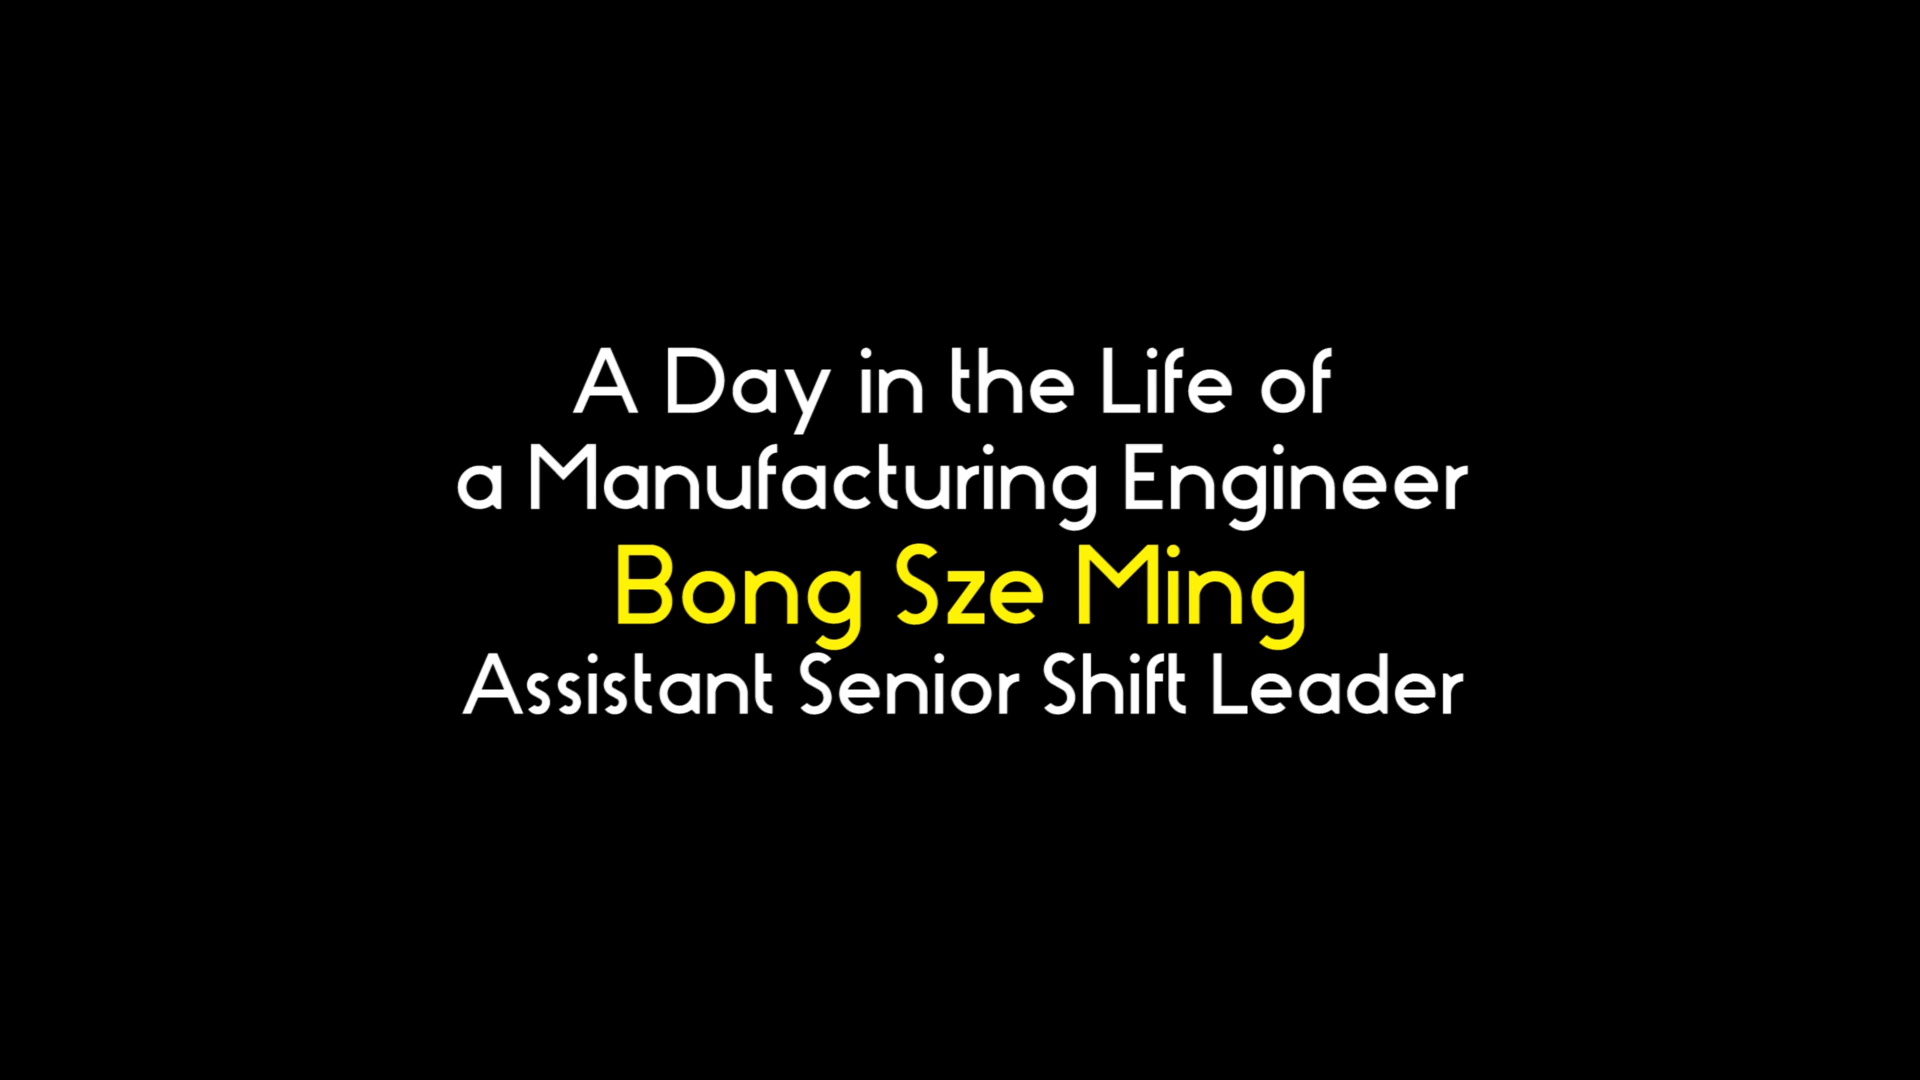 A Day in the Life of
a Manufacturing Engineer
Bong Sze Ming
Assistant Senior Shift Leader